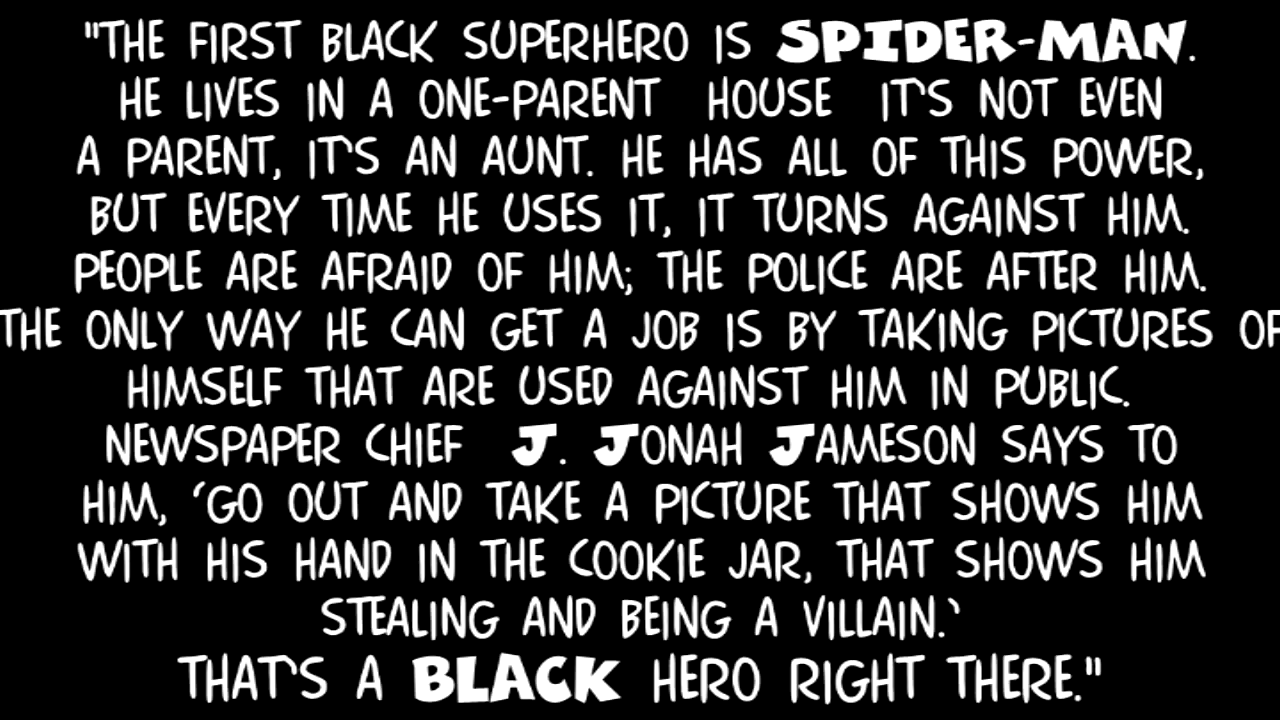 "THE FIRST BLACK SUPERHERO IS SPIDER-MAN.
HE LIVES IN A ONE-PARENT HOUSE IT'S NOT EVEN
A PARENT, IT'S AN AUNT. HE HAS ALL OF THIS POWER,
BUT EVERY TIME HE USES IT, IT TURNS AGAINST HIM.
PEOPLE ARE AFRAID OF HIM; THE POLICE ARE AFTER HIM.
THE ONLY WAY HE CAN GET A JOB IS BY TAKING PICTURES OF
HIMSELF THAT ARE USED AGAINST HIM IN PUBLIC.
NEWSPAPER CHIEF J. JONAH JAMESON SAYS TO
HIM, 'GO OUT AND TAKE A PICTURE THAT SHOWS HIM
WITH HIS HAND IN THE COOKIE JAR, THAT SHOWS HIM
STEALING AND BEING A VILLAIN.'
THAT'S A BLACK HERO RIGHT THERE."